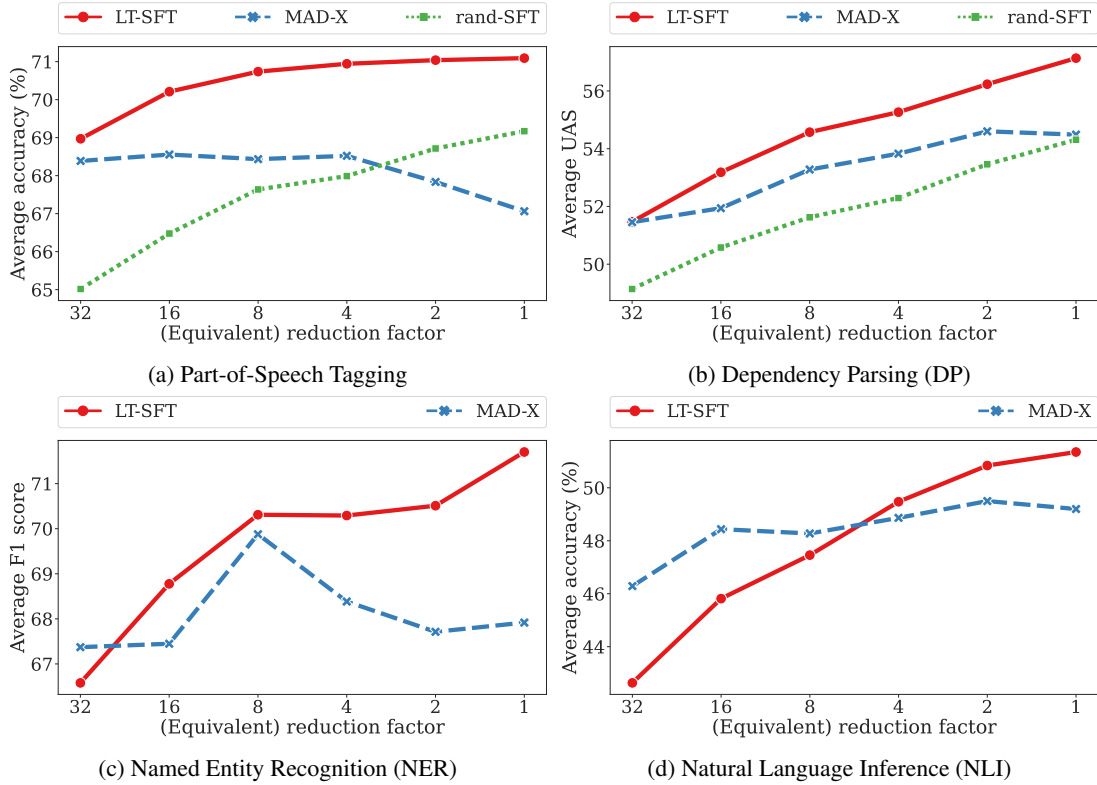 LT-SFT MAD-X rand-SFT
Average accuracy (%)
71
70
69
68
67
66
65
32 16 8 4 2 1
(Equivalent) reduction factor
(a) Part-of-Speech Tagging
LT-SFT MAD-X rand-SFT
Average UAS
56
54
52
50
32 16 8 4 2 1
(Equivalent) reduction factor
(b) Dependency Parsing (DP)
LT-SFT MAD-X
Average F1 score
71
70
69
68
67
32 16 8 4 2 1
(Equivalent) reduction factor
(c) Named Entity Recognition (NER)
LT-SFT MAD-X
Average accuracy (%)
50
48
46
44
32 16 8 4 2 1
(Equivalent) reduction factor
(d) Natural Language Inference (NLI)